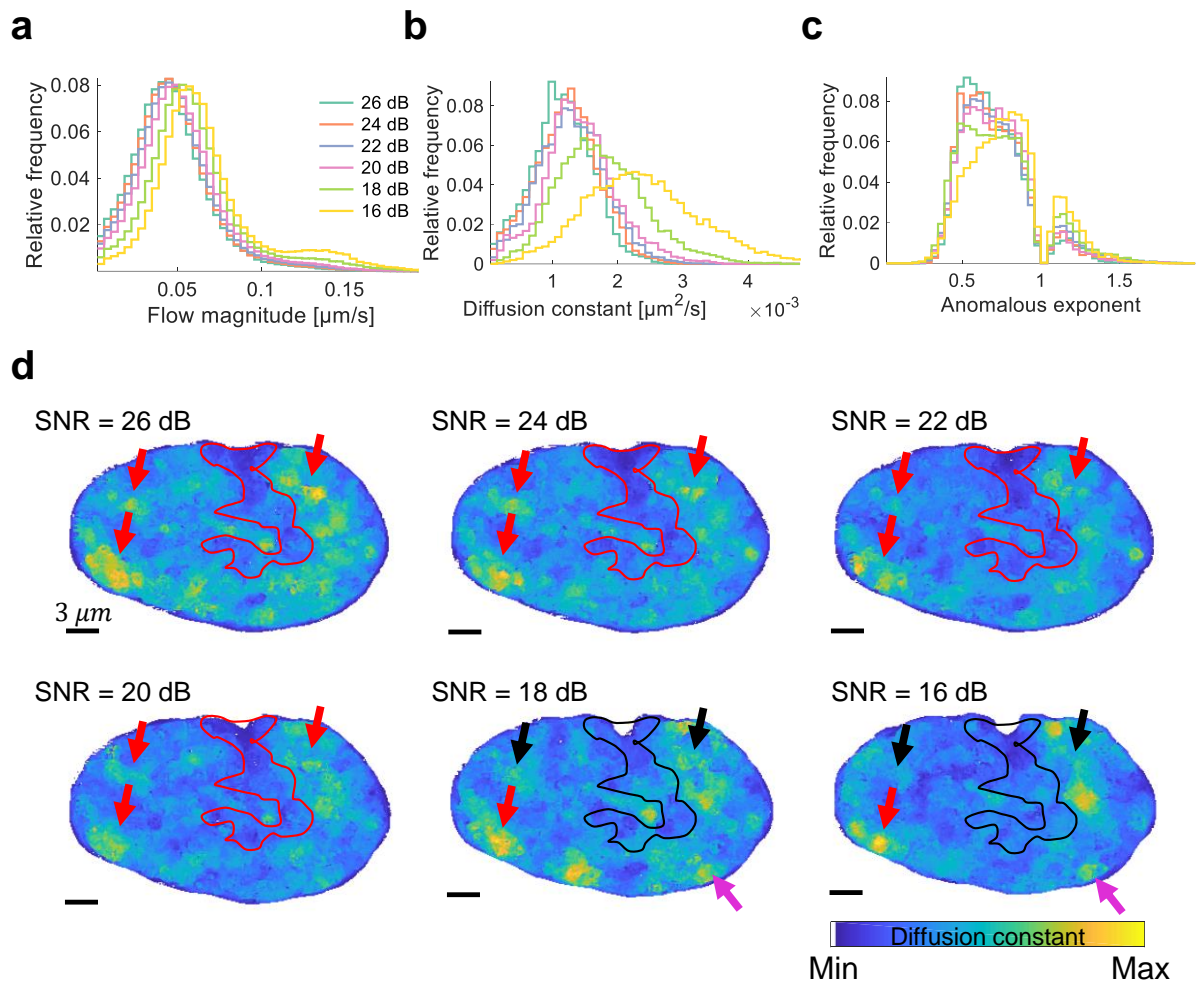 a
b
c
0.08
0.06
0.04
0.02
Relative frequency
0.05
0.1
0.15
Flow magnitude [µm/s]
26 dB
24 dB
22 dB
20 dB
18 dB
16 dB
0.08
0.06
0.04
0.02
0
Relative frequency
1
2
3
4
Diffusion constant [µm²/s]
×10⁻³
0.08
0.06
0.04
0.02
0
Relative frequency
0.5
1
1.5
Anomalous exponent
d
SNR = 26 dB
SNR = 24 dB
SNR = 22 dB
3 μm
SNR = 20 dB
SNR = 18 dB
SNR = 16 dB
Diffusion constant
Min
Max